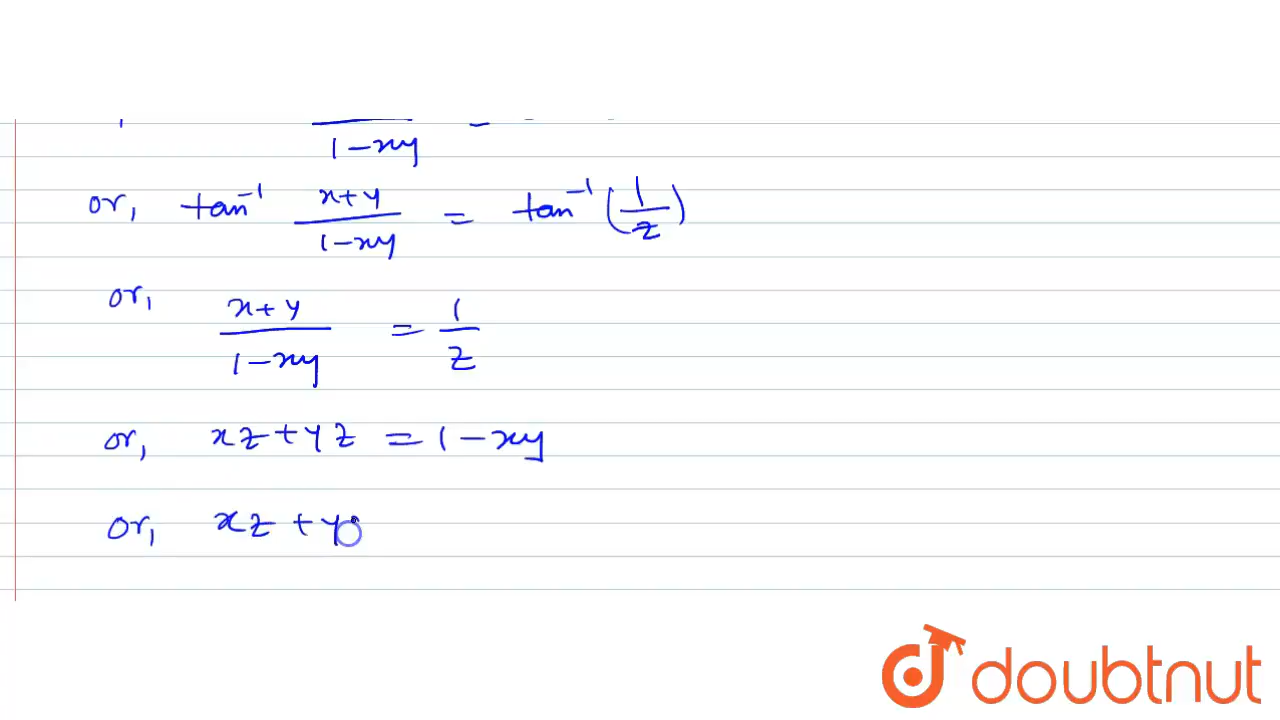 1-xy
or, tan⁻¹ x+y/1-xy = tan⁻¹(1/z)
or, x+y/1-xy = 1/z
or, xz+yz = 1-xy
or, xz+y
doubtnut